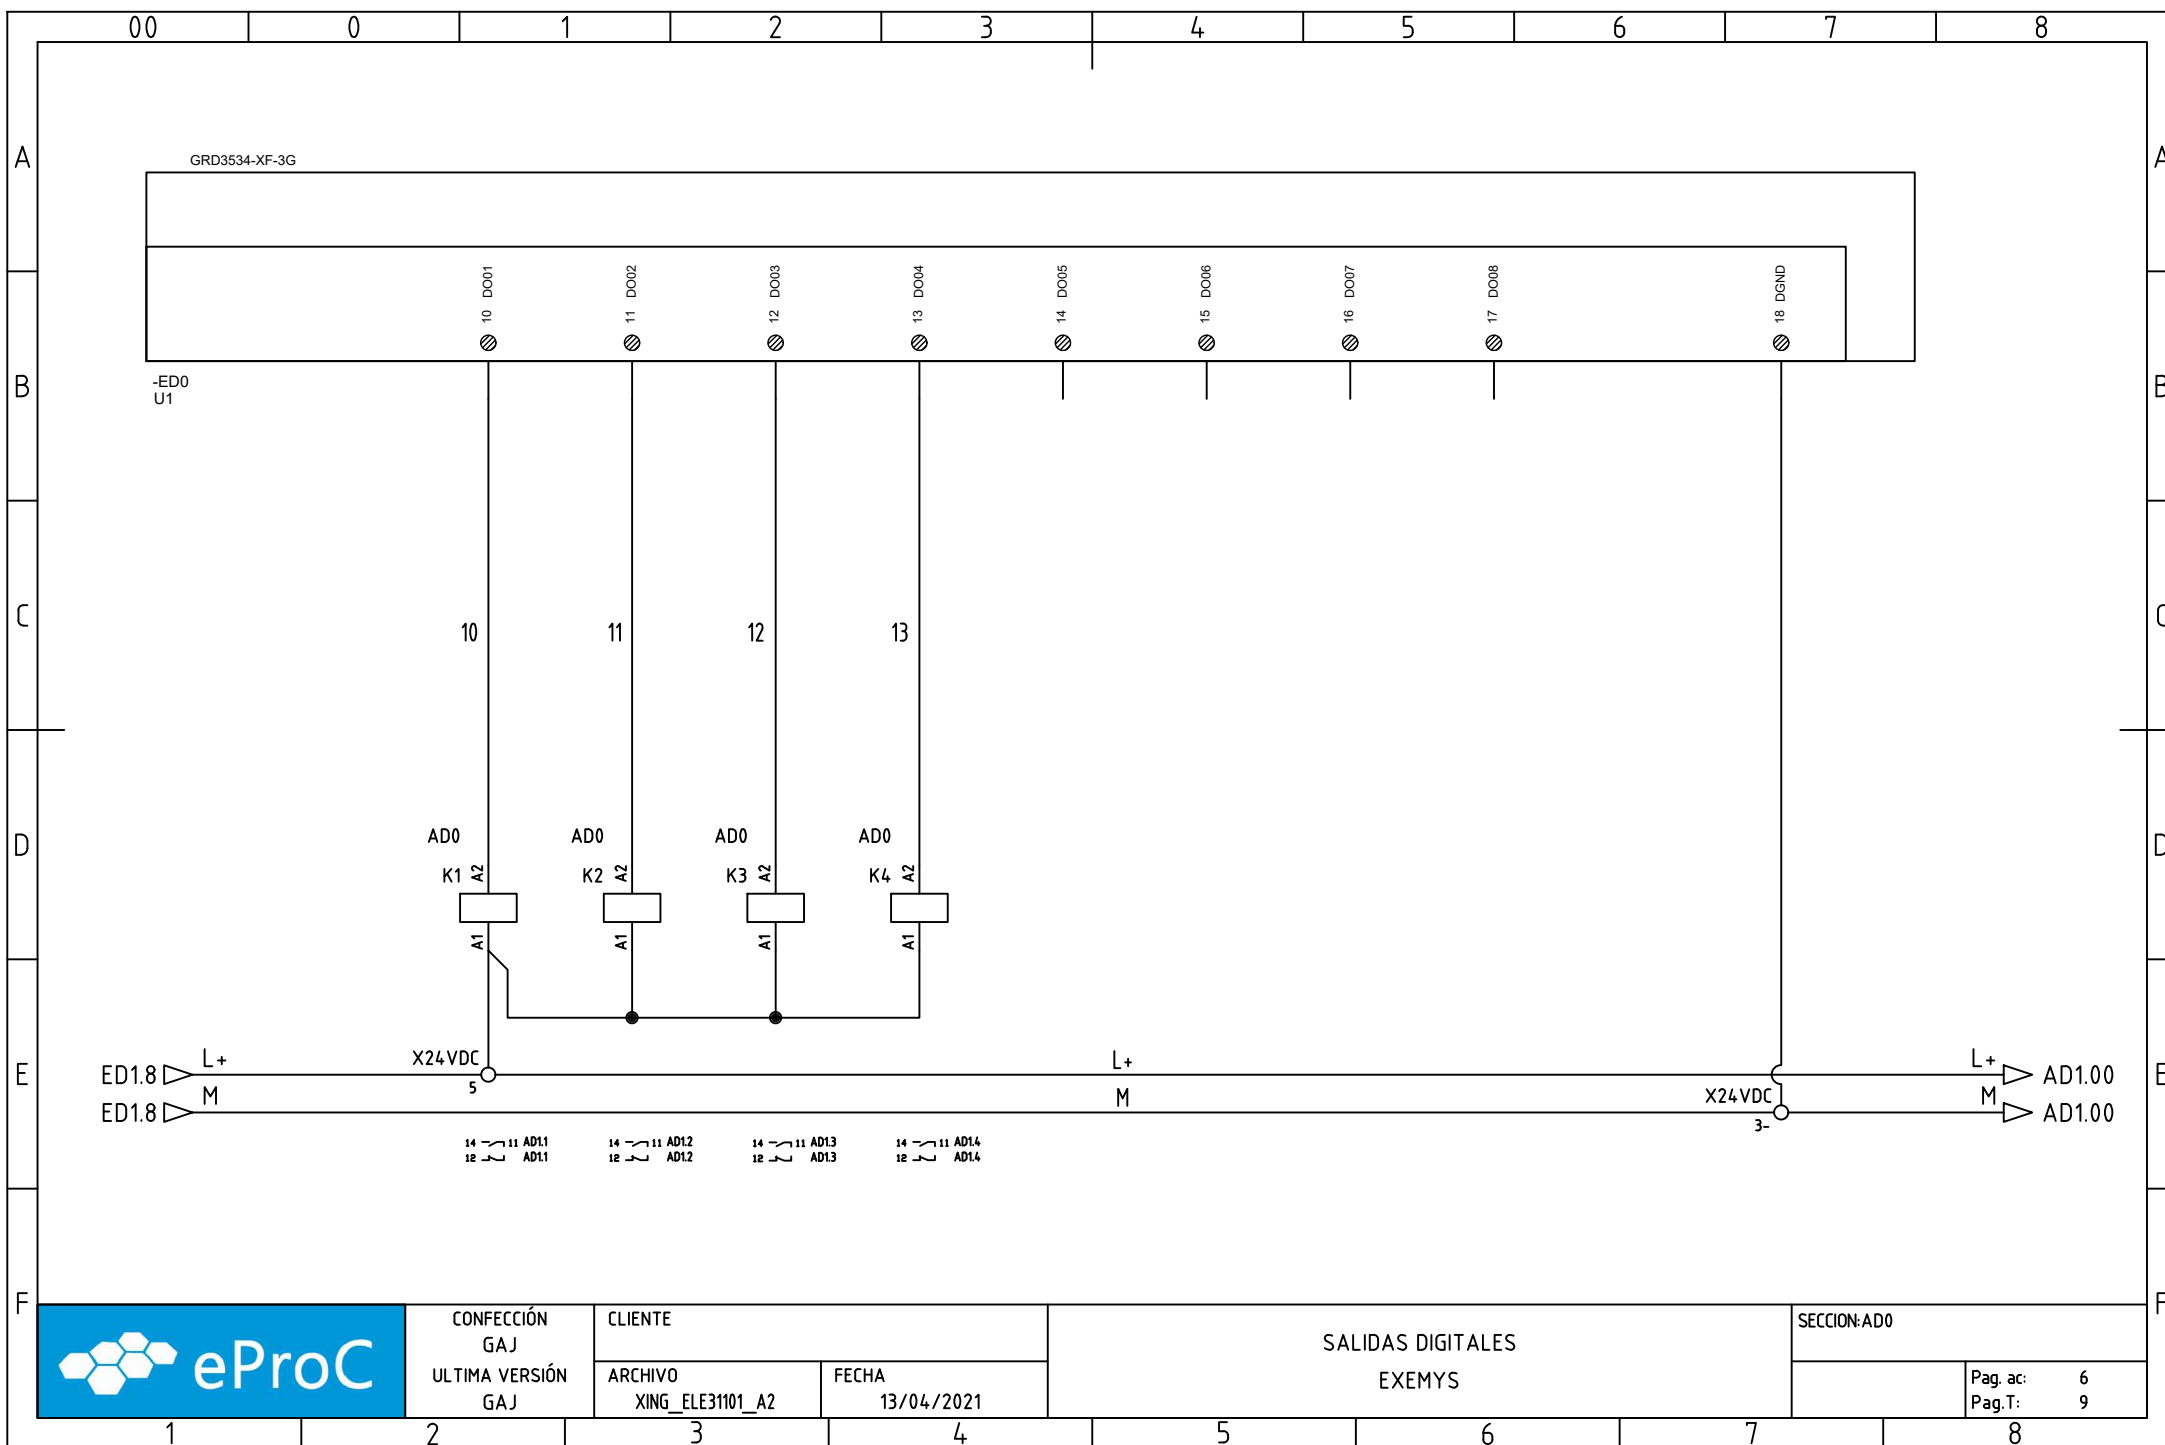 00 0 1 2 3 4 5 6 7 8
A A
GRD3534-XF-3G
10 DO01
11 DO02
12 DO03
13 DO04
14 DO05
15 DO06
16 DO07
17 DO08
18 DGND
B B
-ED0
U1
C C
10 11 12 13
D D
AD0 AD0 AD0 AD0
K1 A2 K2 A2 K3 A2 K4 A2
A1 A1 A1 A1
E E
ED1.8 L+ X24VDC L+ L+ AD1.00
5
ED1.8 M M X24VDC M AD1.00
3-
14 11 AD1.1 14 11 AD1.2 14 11 AD1.3 14 11 AD1.4
12 AD1.1 12 AD1.2 12 AD1.3 12 AD1.4
F F
eProC
CONFECCIÓN
GAJ
ULTIMA VERSIÓN
GAJ
CLIENTE
ARCHIVO
XING_ELE31101_A2
FECHA
13/04/2021
SALIDAS DIGITALES
EXEMYS
SECCION:AD0
Pag. ac: 6
Pag.T: 9
1 2 3 4 5 6 7 8